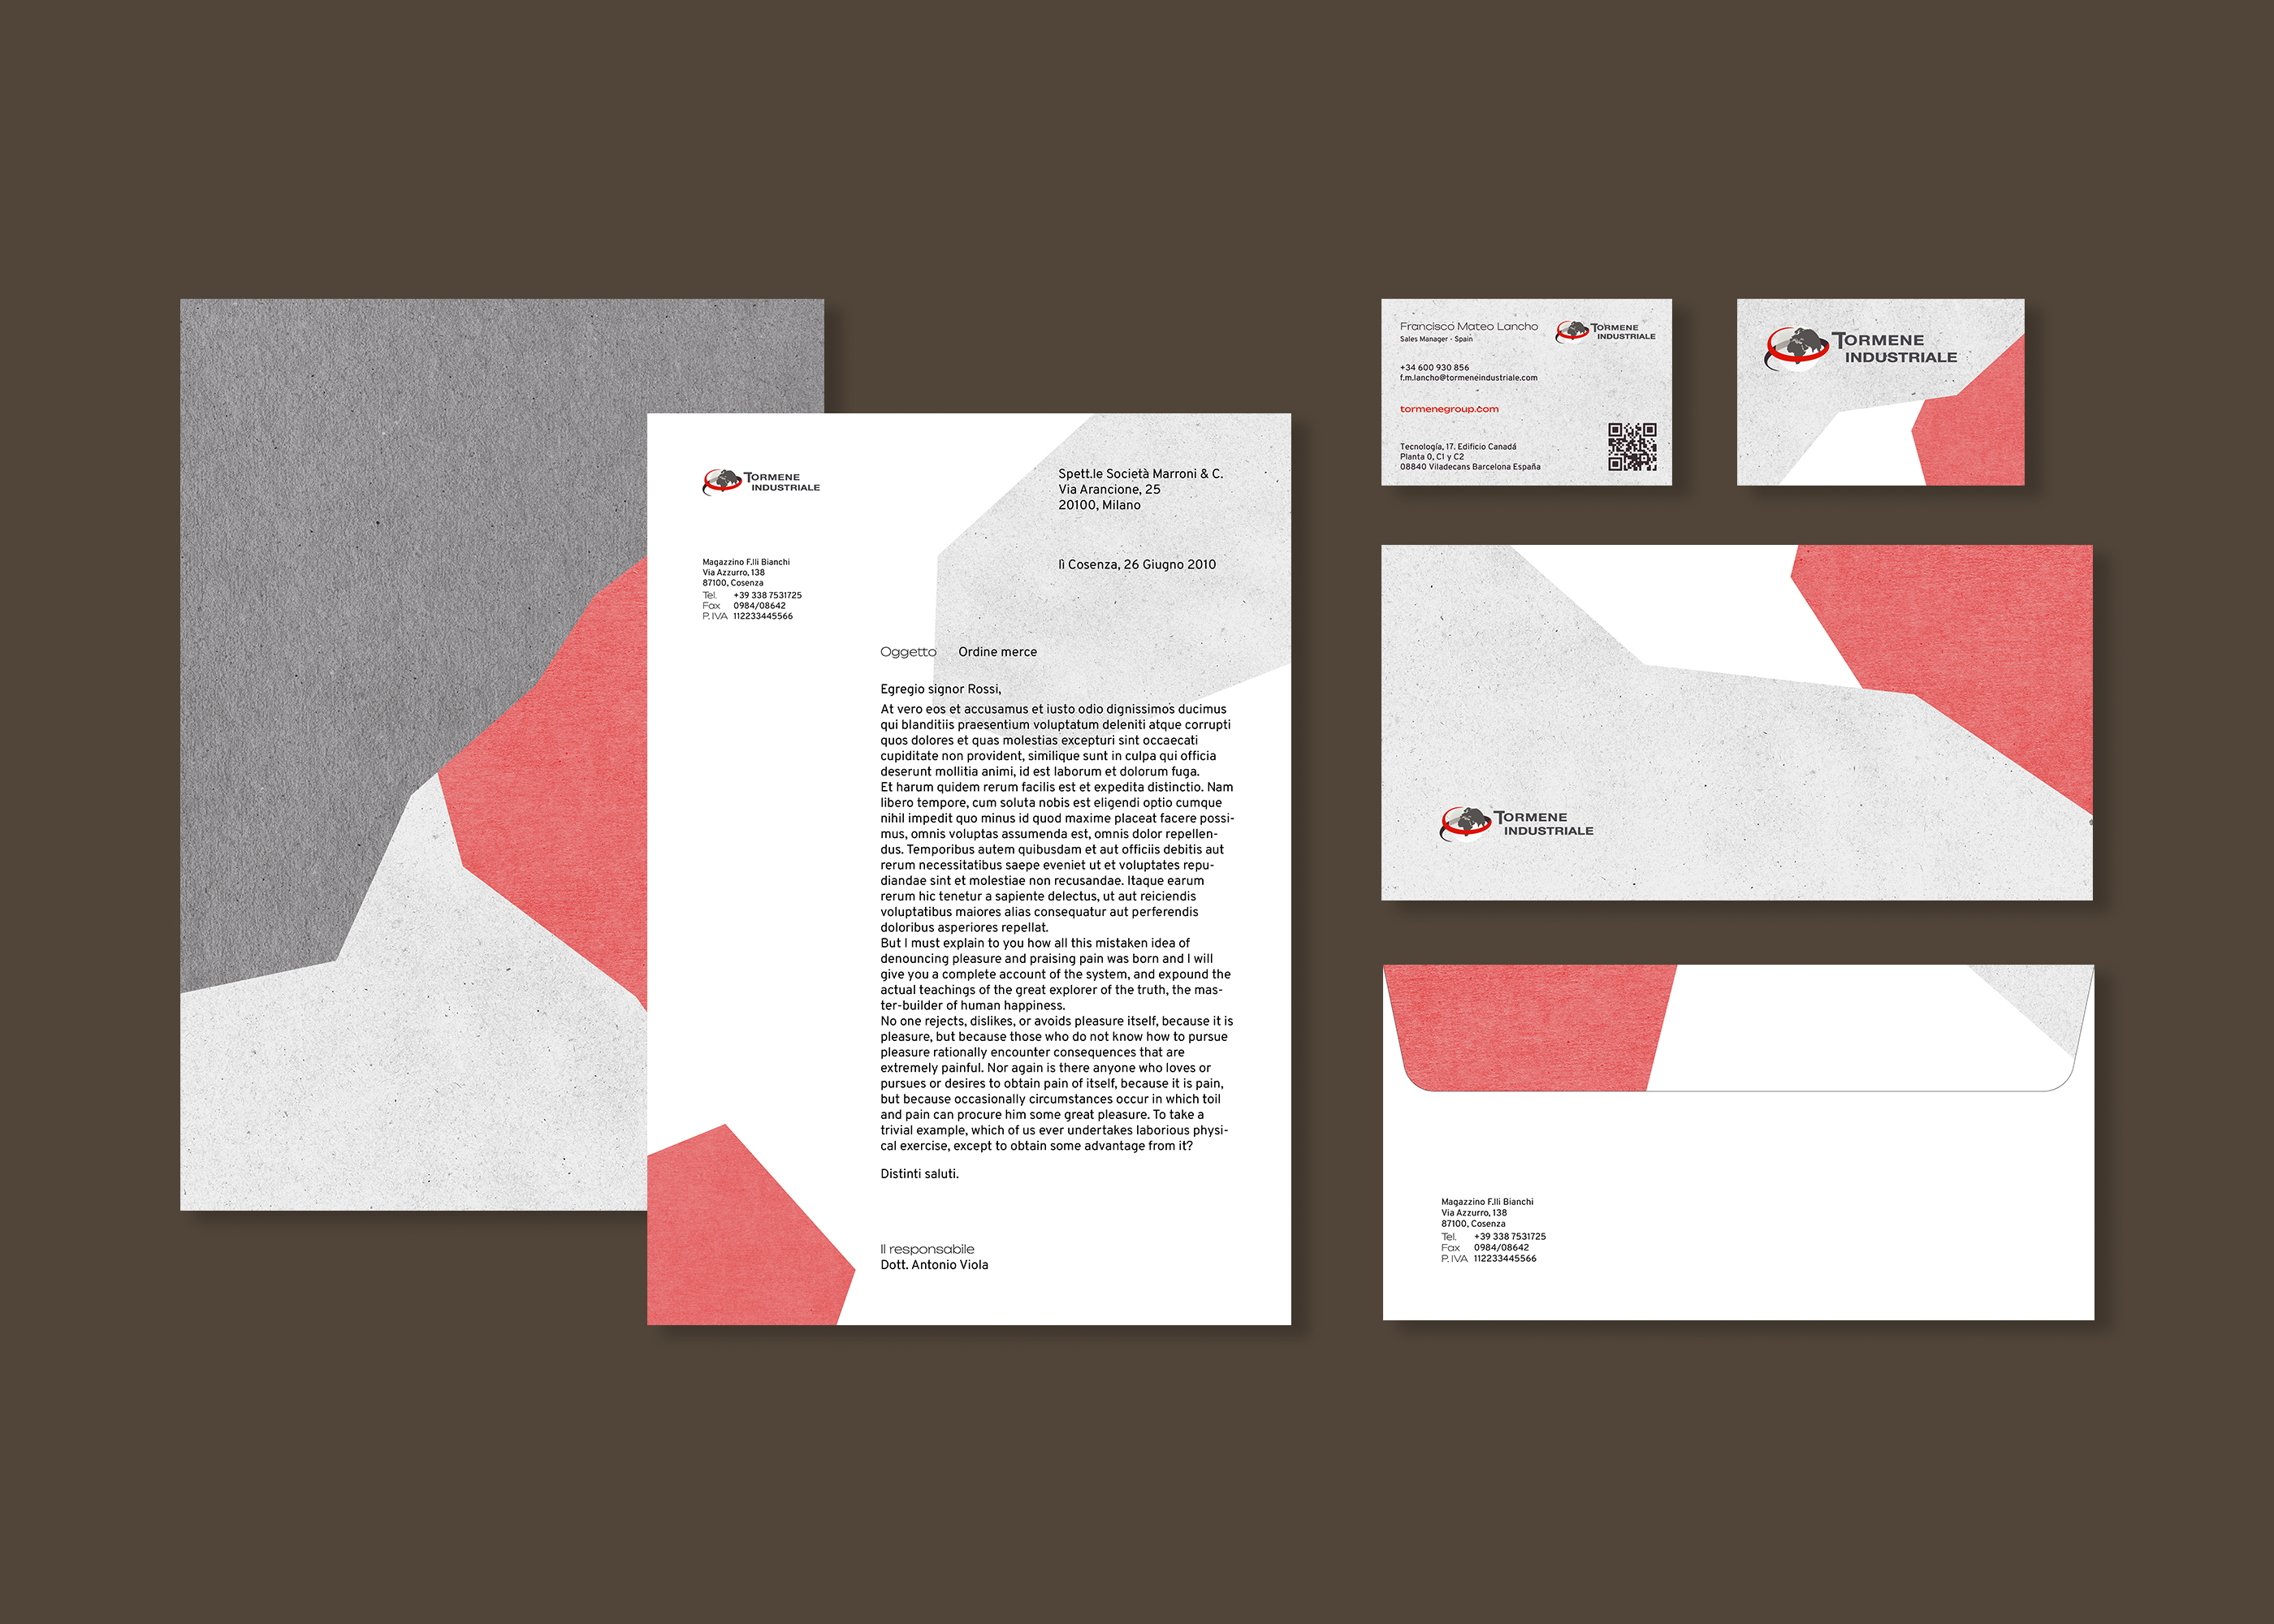 TORMENE
INDUSTRIALE
Magazzino F.lli Bianchi
Via Azzurro, 138
87100, Cosenza
Tel. +39 338 7531725
Fax 0984/08642
P. IVA 112233445566
Spett.le Società Marroni & C.
Via Arancione, 25
20100, Milano
lì Cosenza, 26 Giugno 2010
Oggetto Ordine merce
Egregio signor Rossi,
At vero eos et accusamus et iusto odio dignissimos ducimus
qui blanditiis praesentium voluptatum deleniti atque corrupti
quos dolores et quas molestias excepturi sint occaecati
cupiditate non provident, similique sunt in culpa qui officia
deserunt mollitia animi, id est laborum et dolorum fuga.
Et harum quidem rerum facilis est et expedita distinctio. Nam
libero tempore, cum soluta nobis est eligendi optio cumque
nihil impedit quo minus id quod maxime placeat facere possi-
mus, omnis voluptas assumenda est, omnis dolor repellen-
dus. Temporibus autem quibusdam et aut officiis debitis aut
rerum necessitatibus saepe eveniet ut et voluptates repu-
diandae sint et molestiae non recusandae. Itaque earum
rerum hic tenetur a sapiente delectus, ut aut reiciendis
voluptatibus maiores alias consequatur aut perferendis
doloribus asperiores repellat.
But I must explain to you how all this mistaken idea of
denouncing pleasure and praising pain was born and I will
give you a complete account of the system, and expound the
actual teachings of the great explorer of the truth, the mas-
ter-builder of human happiness.
No one rejects, dislikes, or avoids pleasure itself, because it is
pleasure, but because those who do not know how to pursue
pleasure rationally encounter consequences that are
extremely painful. Nor again is there anyone who loves or
pursues or desires to obtain pain of itself, because it is pain,
but because occasionally circumstances occur in which toil
and pain can procure him some great pleasure. To take a
trivial example, which of us ever undertakes laborious physi-
cal exercise, except to obtain some advantage from it?
Distinti saluti.
Il responsabile
Dott. Antonio Viola
Francisco Mateo Lancho
Sales Manager - Spain
TORMENE
INDUSTRIALE
+34 600 930 856
f.m.lancho@tormeneindustriale.com
tormenegroup.com
Tecnología, 17. Edificio Canadá
Planta 0, C1 y C2
08840 Viladecans Barcelona España
TORMENE
INDUSTRIALE
TORMENE
INDUSTRIALE
Magazzino F.lli Bianchi
Via Azzurro, 138
87100, Cosenza
Tel. +39 338 7531725
Fax 0984/08642
P. IVA 112233445566